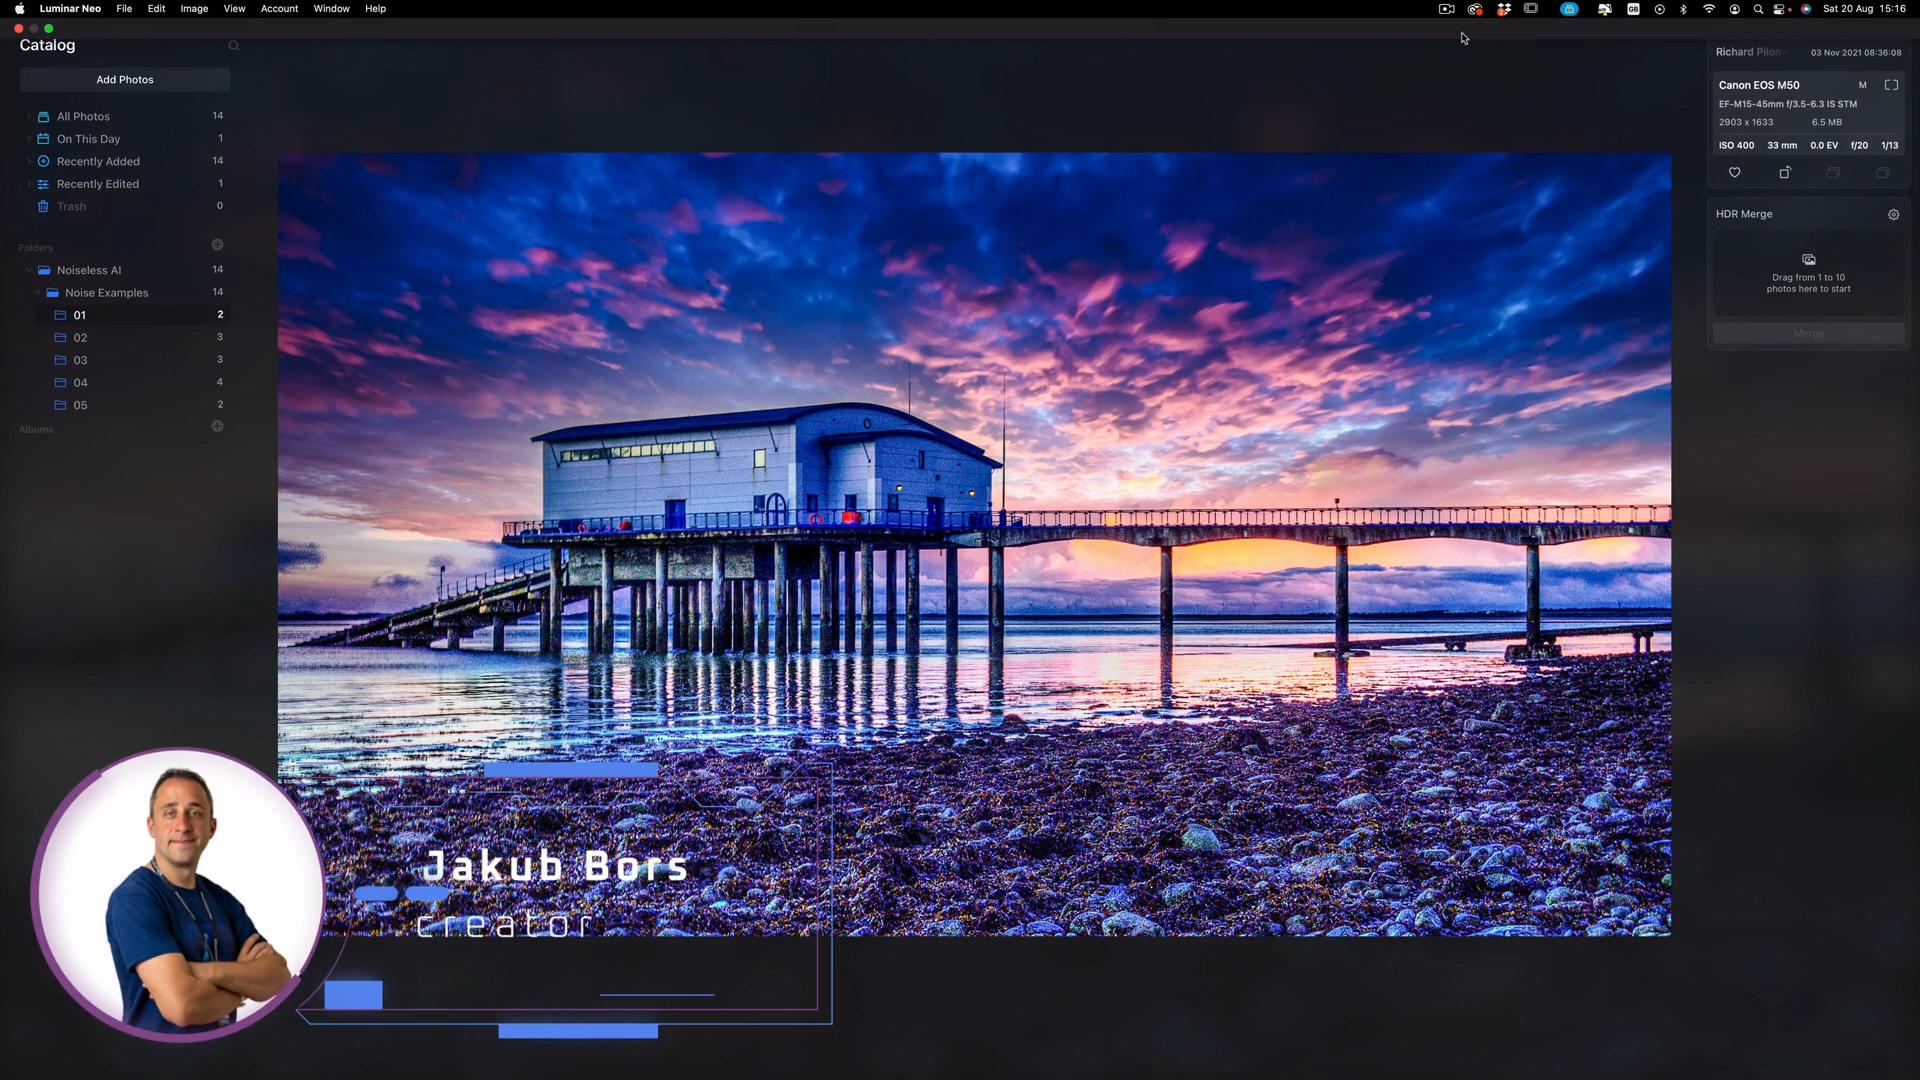 Luminar Neo File Edit Image View Account Window Help
GB
Sat 20 Aug 15:16
Catalog
Add Photos
All Photos 14
On This Day 1
Recently Added 14
Recently Edited 1
Trash 0
Folders
Noiseless AI 14
Noise Examples 14
01 2
02 3
03 3
04 4
05 2
Albums
Richard Pilon - 03 Nov 2021 08:36:08
Canon EOS M50 M
EF-M15-45mm f/3.5-6.3 IS STM
2903 x 1633 6.5 MB
ISO 400 33 mm 0.0 EV f/20 1/13
HDR Merge
Drag from 1 to 10
photos here to start
Merge
Jakub Bors
creator